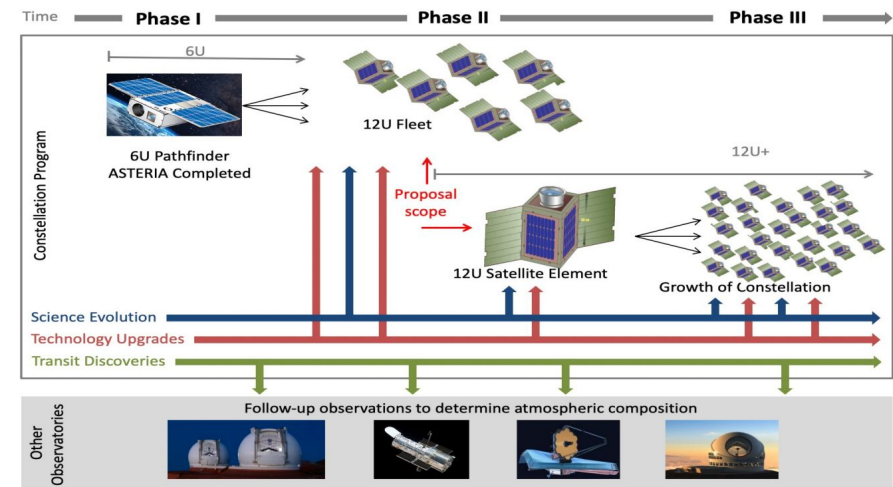 Time
Phase I
Phase II
Phase III
6U
12U Fleet
6U Pathfinder
ASTERIA Completed
12U+
Proposal
scope
12U Satellite Element
Growth of Constellation
Constellation Program
Science Evolution
Technology Upgrades
Transit Discoveries
Follow-up observations to determine atmospheric composition
Other
Observatories